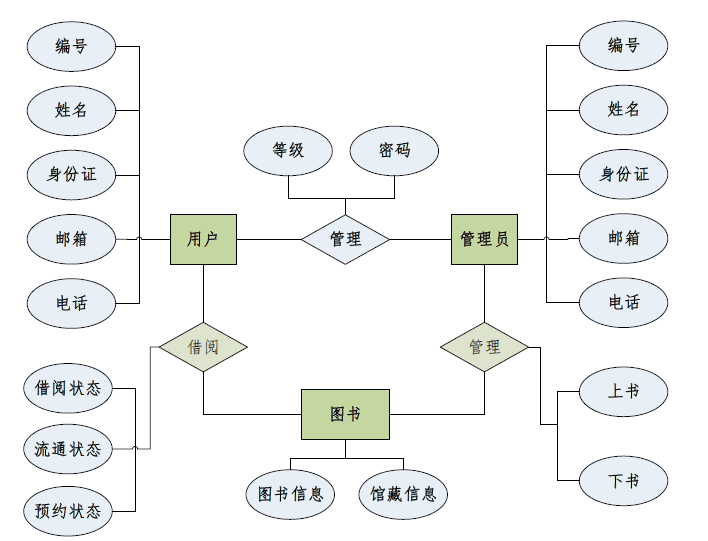 编号
编号
姓名
姓名
等级
密码
身份证
身份证
邮箱
用户
管理
管理员
邮箱
电话
电话
借阅
管理
借阅状态
上书
图书
流通状态
下书
图书信息
馆藏信息
预约状态